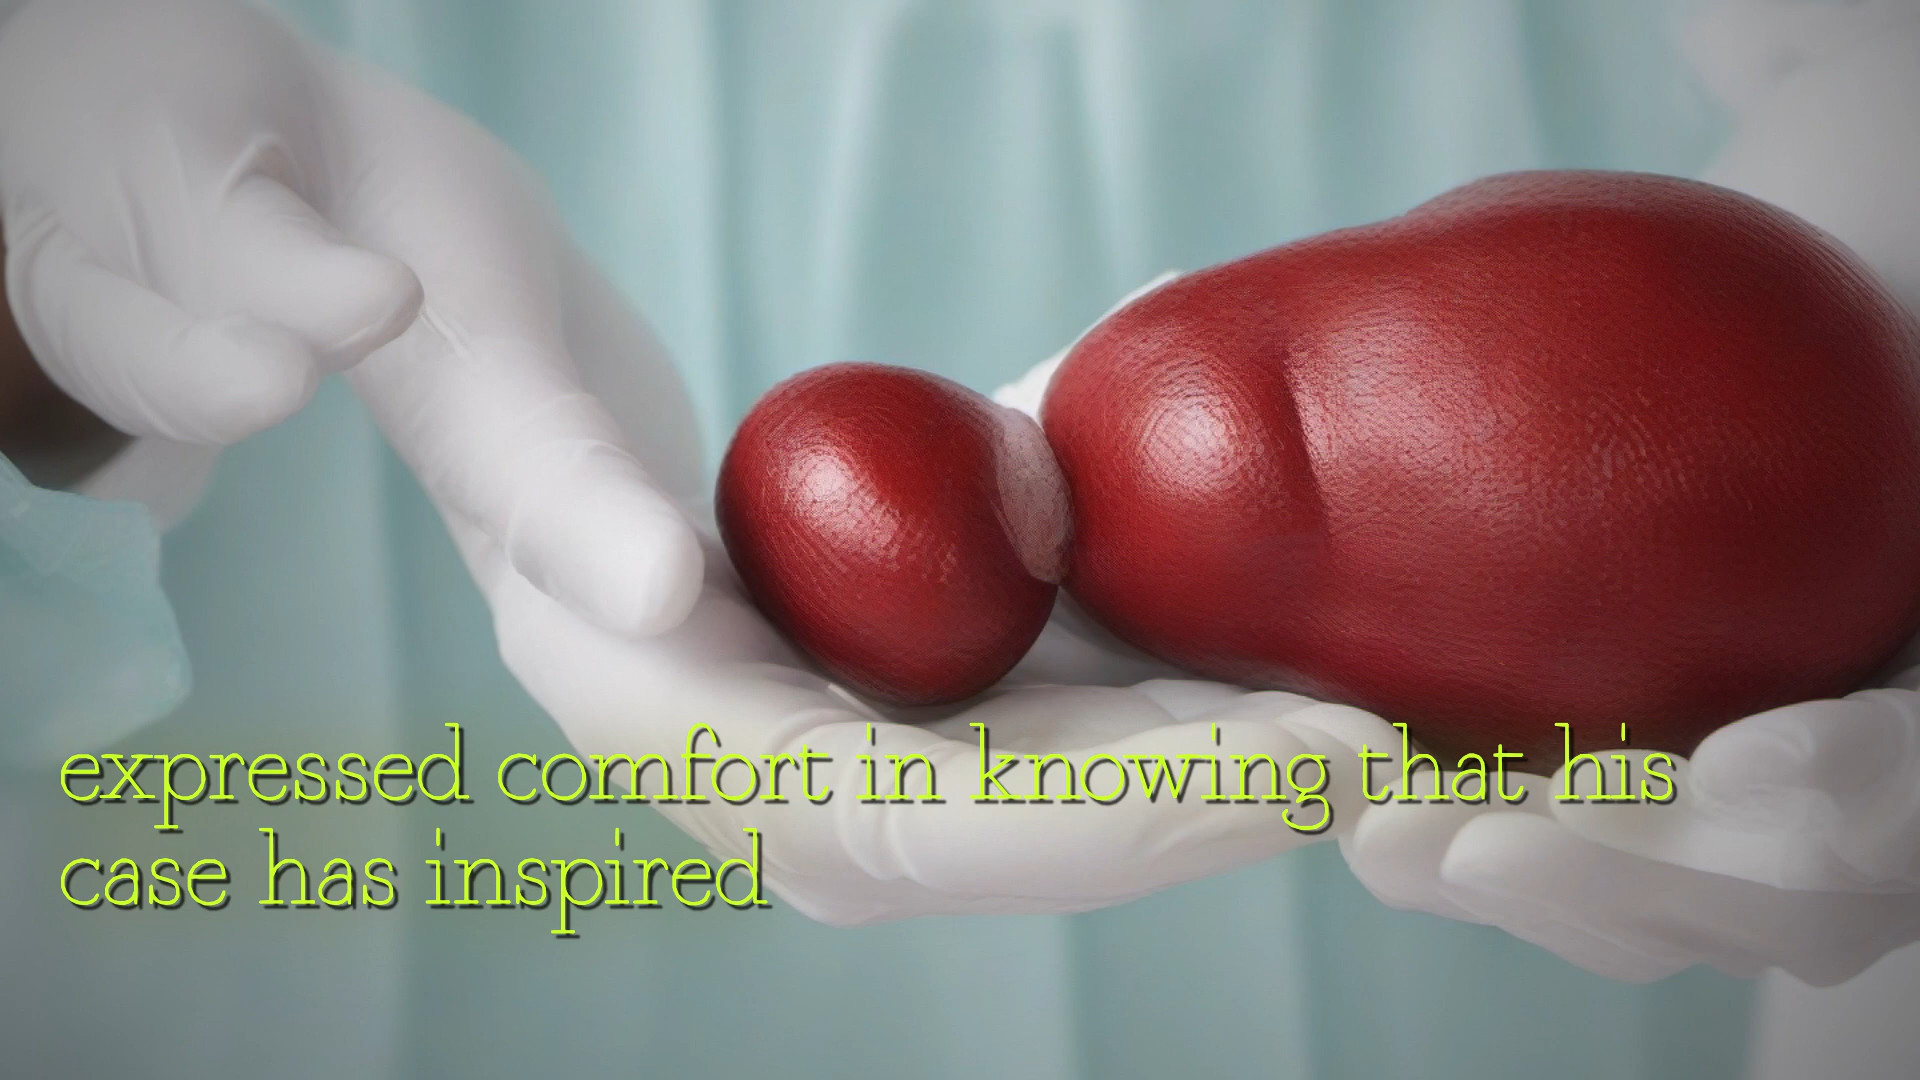 expressed comfort in knowing that his
case has inspired